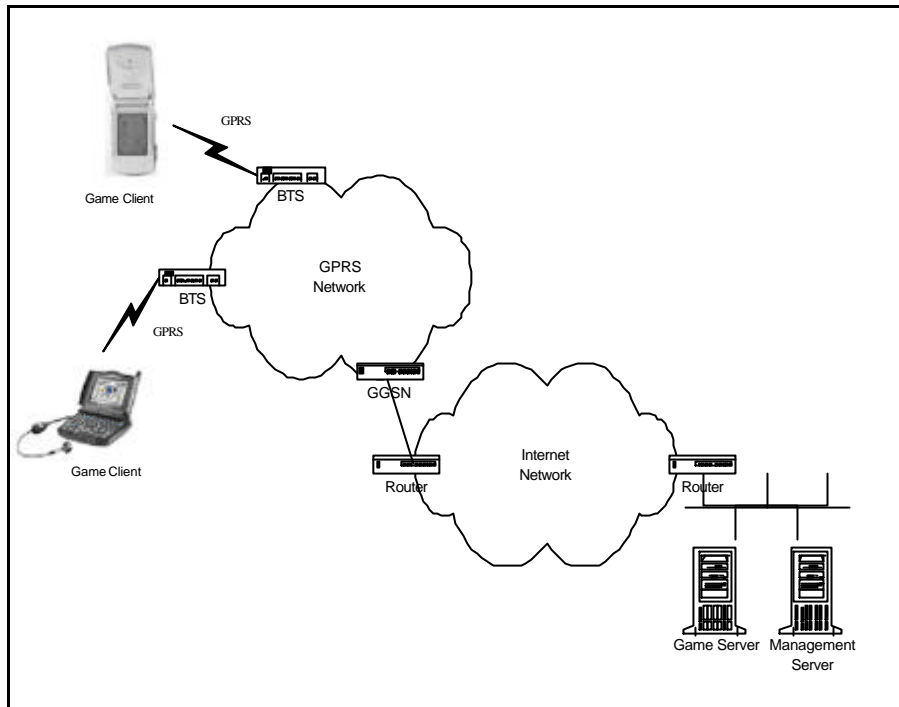 GPRS
Game Client
BTS
GPRS
Network
BTS
GPRS
GGSN
Game Client
Internet
Network
Router
Router
Game Server
Management
Server